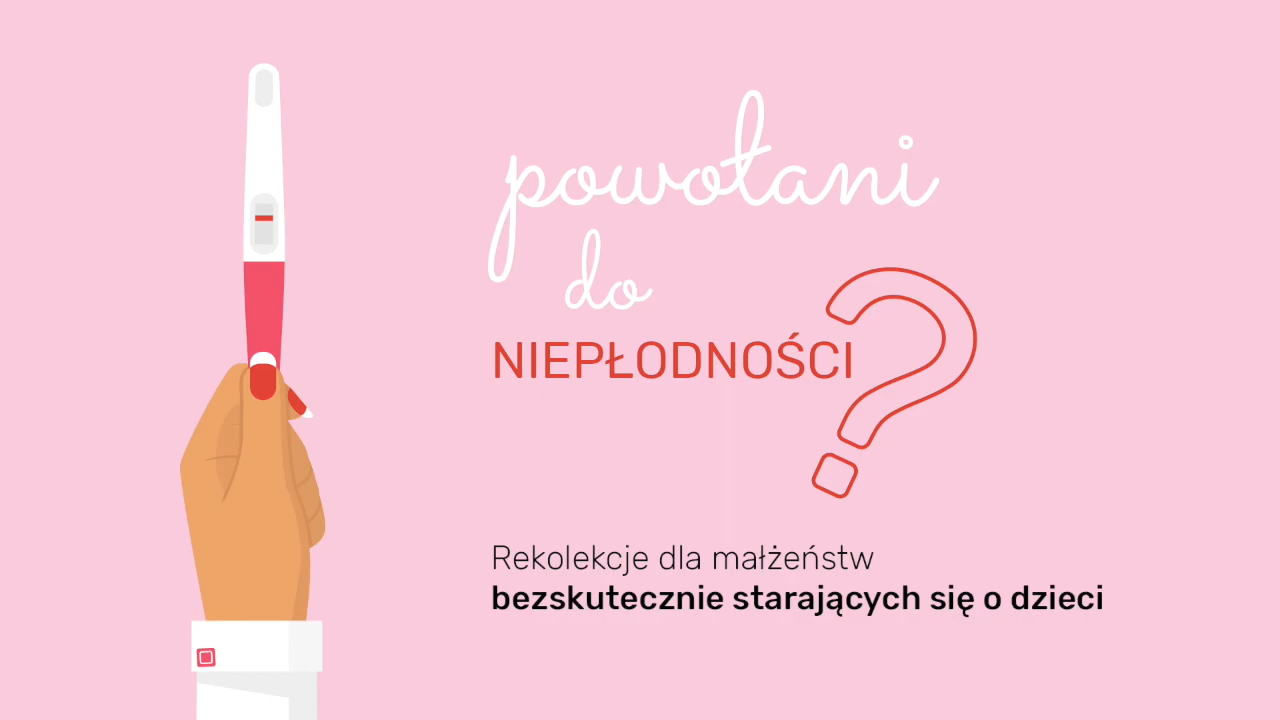 powołani
do
NIEPŁODNOŚCI?
Rekolekcje dla małżeństw
bezskutecznie starających się o dzieci